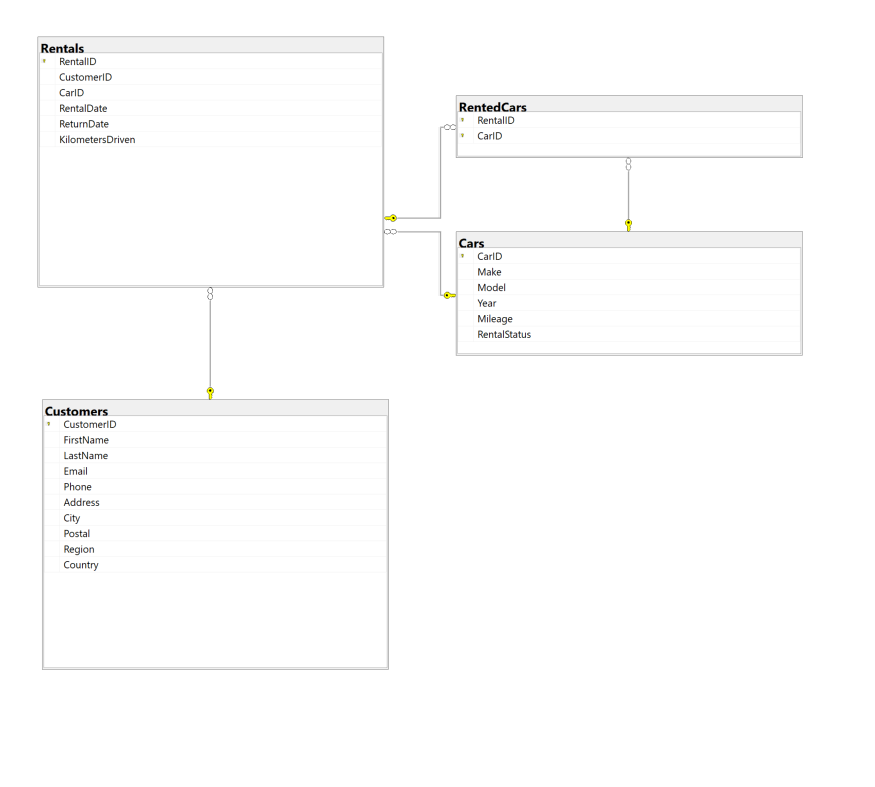 Rentals
RentalID
CustomerID
CarID
RentalDate
ReturnDate
KilometersDriven
RentedCars
RentalID
CarID
Cars
CarID
Make
Model
Year
Mileage
RentalStatus
Customers
CustomerID
FirstName
LastName
Email
Phone
Address
City
Postal
Region
Country